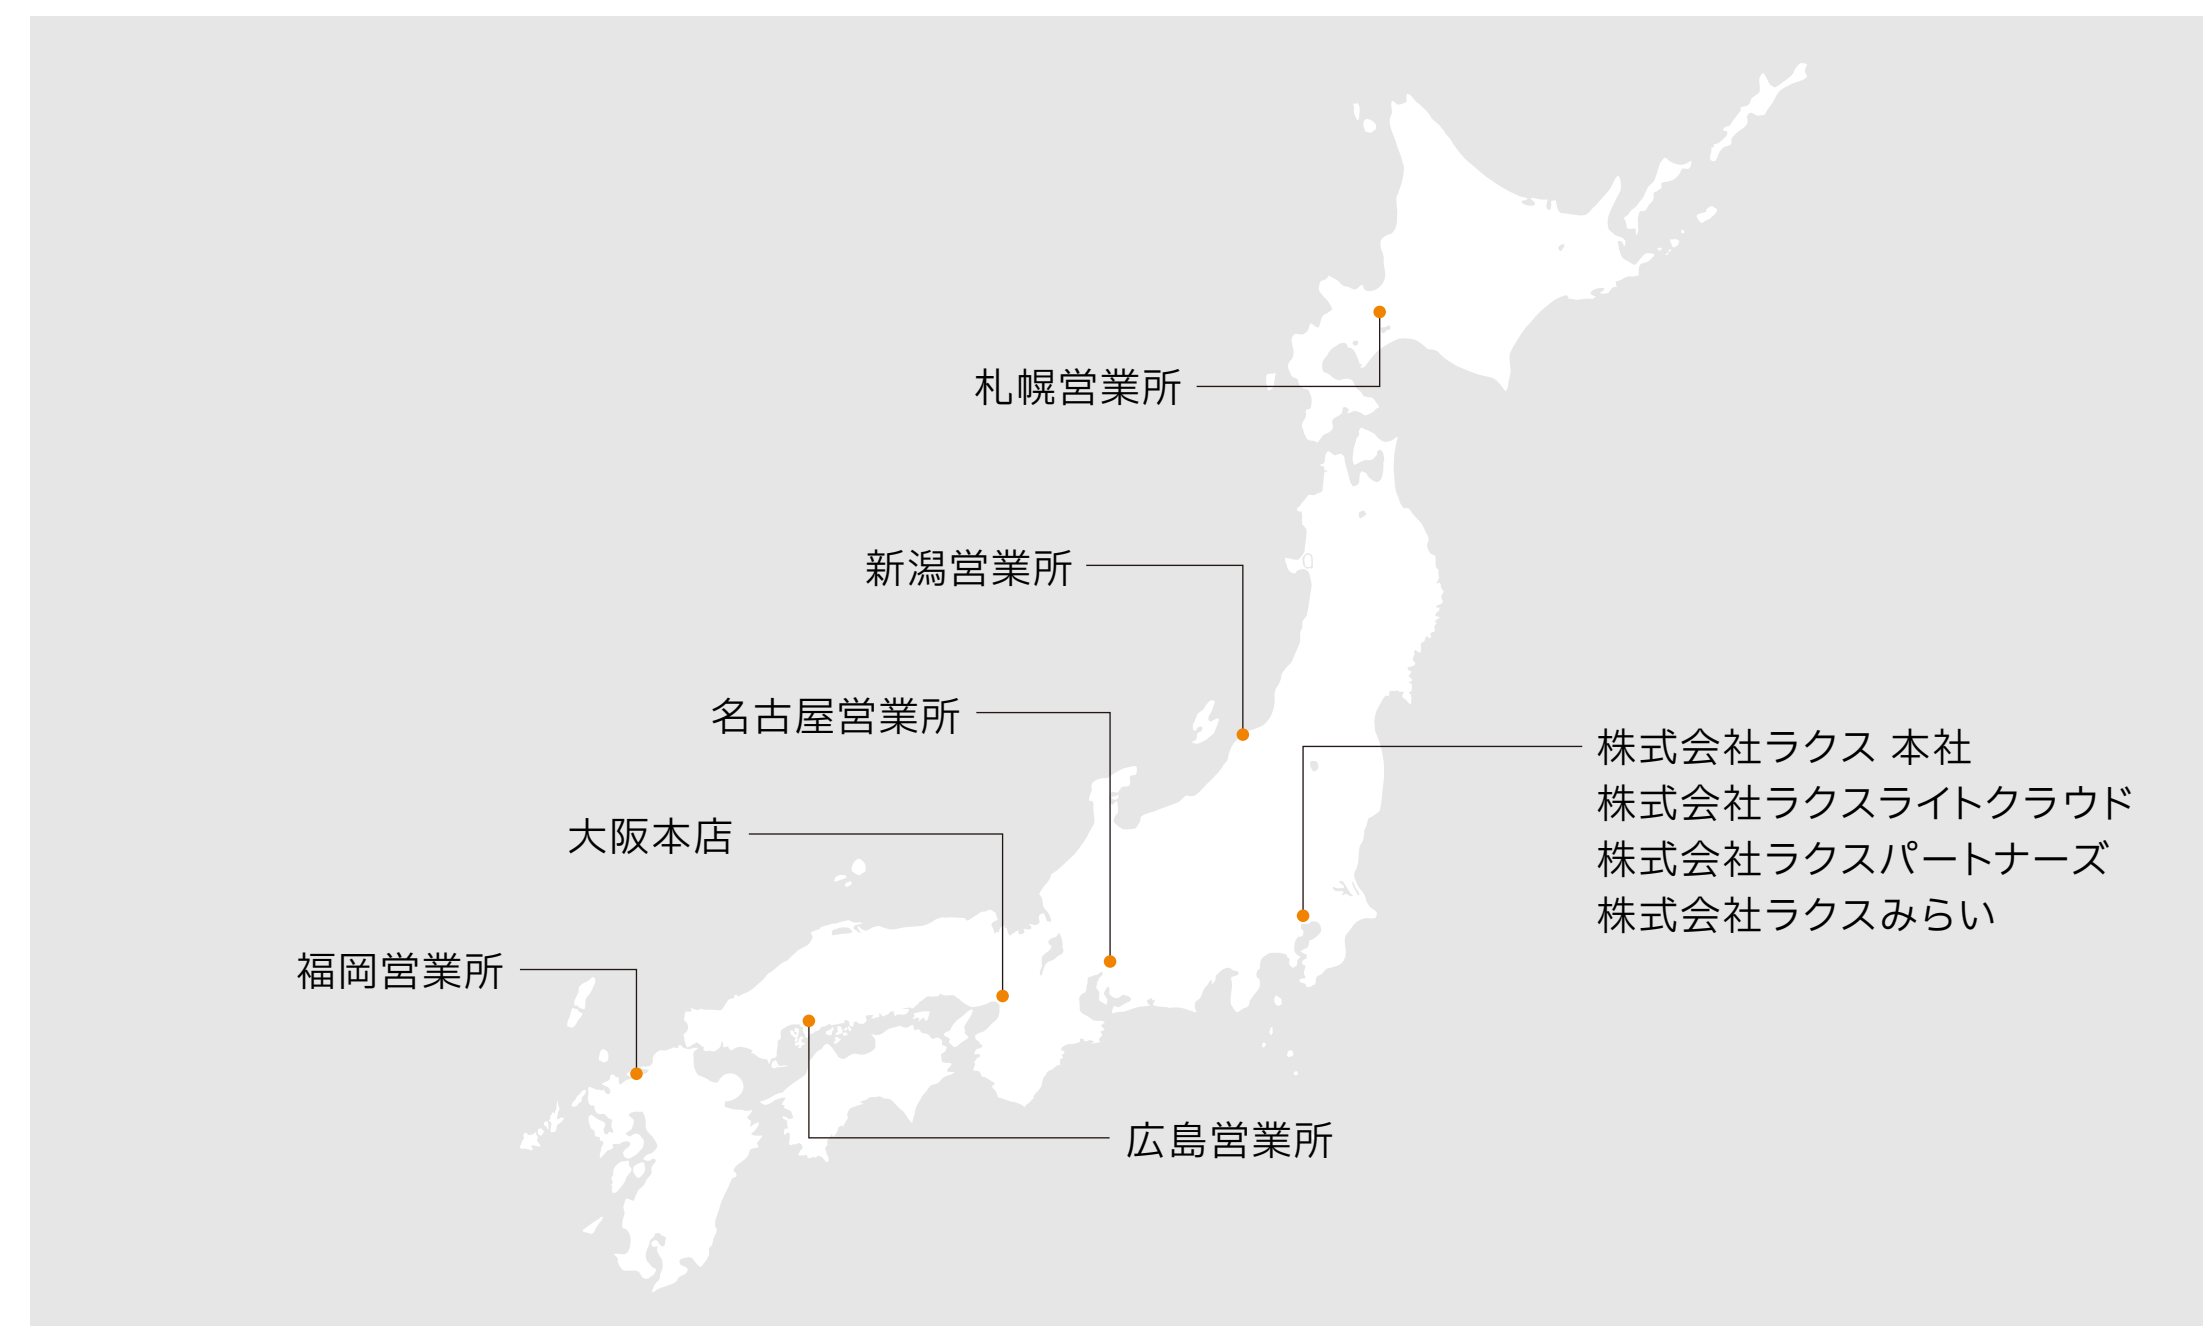 札幌営業所
新潟営業所
名古屋営業所
株式会社ラクス 本社
株式会社ラクスライトクラウド
株式会社ラクスパートナーズ
株式会社ラクスみらい
大阪本店
福岡営業所
広島営業所